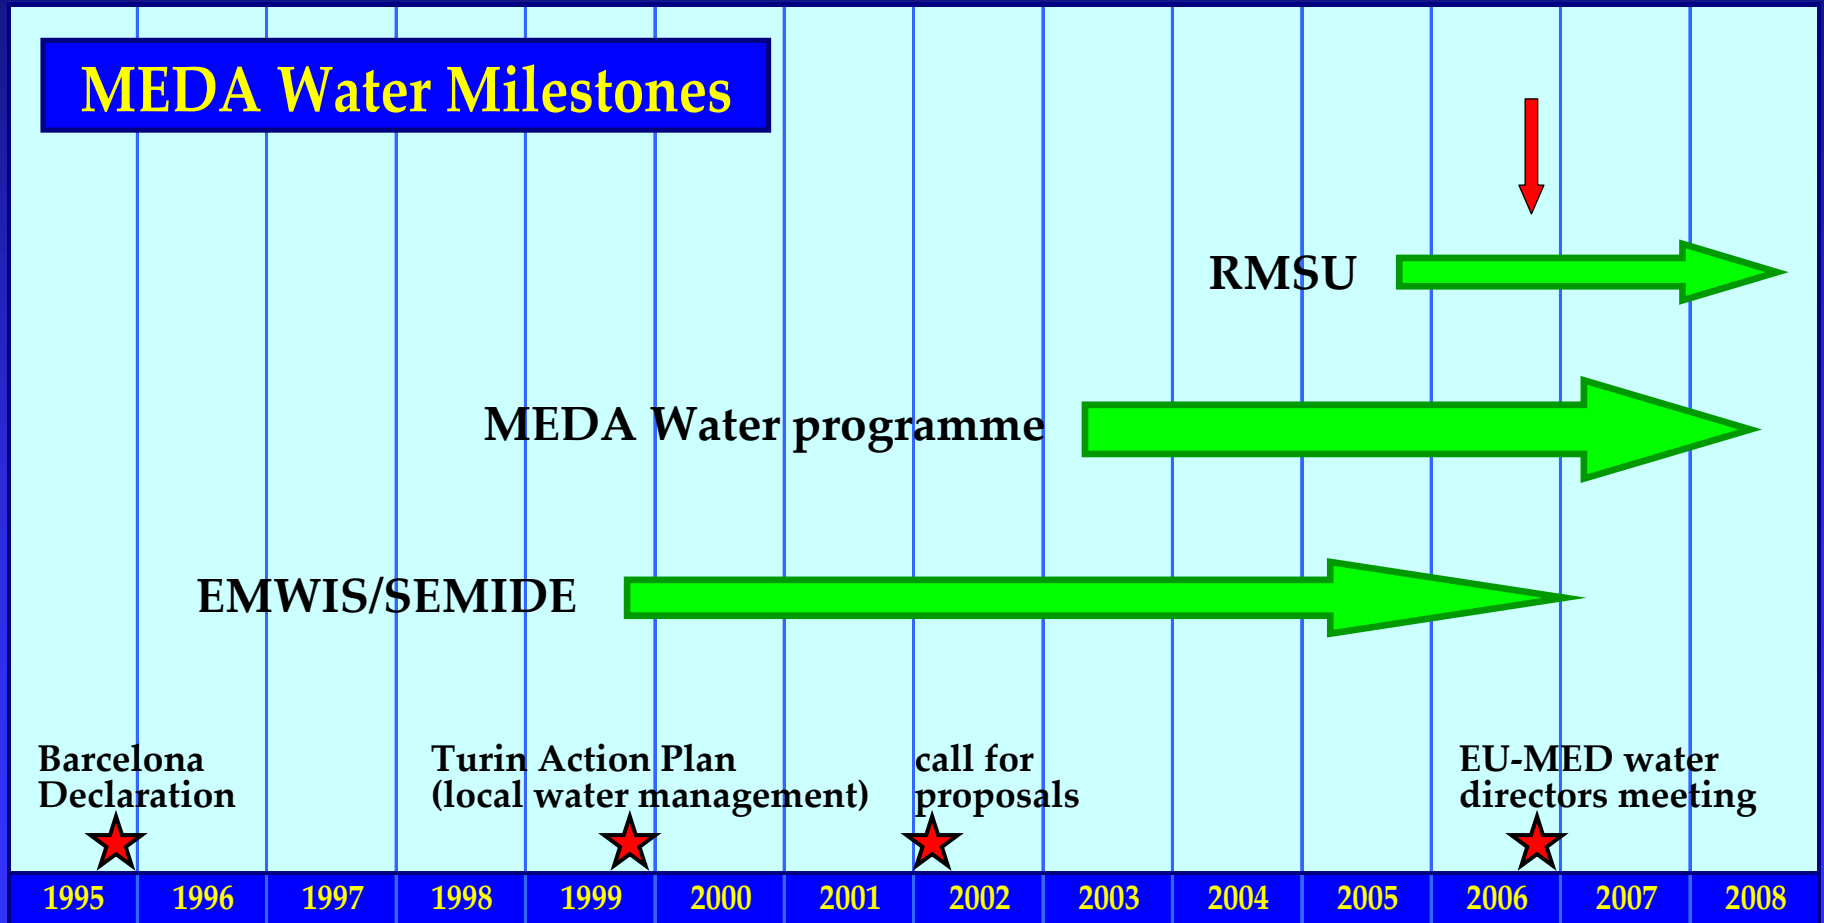 MEDA Water Milestones
RMSU
MEDA Water programme
EMWIS/SEMIDE
Barcelona
Declaration
Turin Action Plan
(local water management)
call for
proposals
EU-MED water
directors meeting
1995 1996 1997 1998 1999 2000 2001 2002 2003 2004 2005 2006 2007 2008